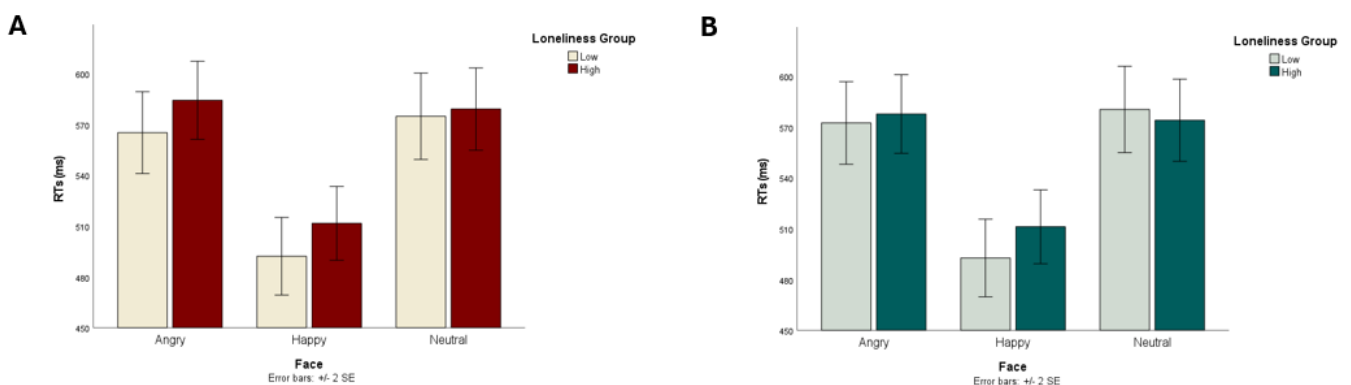 A
Loneliness Group
Low
High
600
570
540
510
480
450
RTs (ms)
Angry
Happy
Neutral
Face
Error bars: +/- 2 SE
B
Loneliness Group
Low
High
600
570
540
510
480
450
RTs (ms)
Angry
Happy
Neutral
Face
Error bars: +/- 2 SE